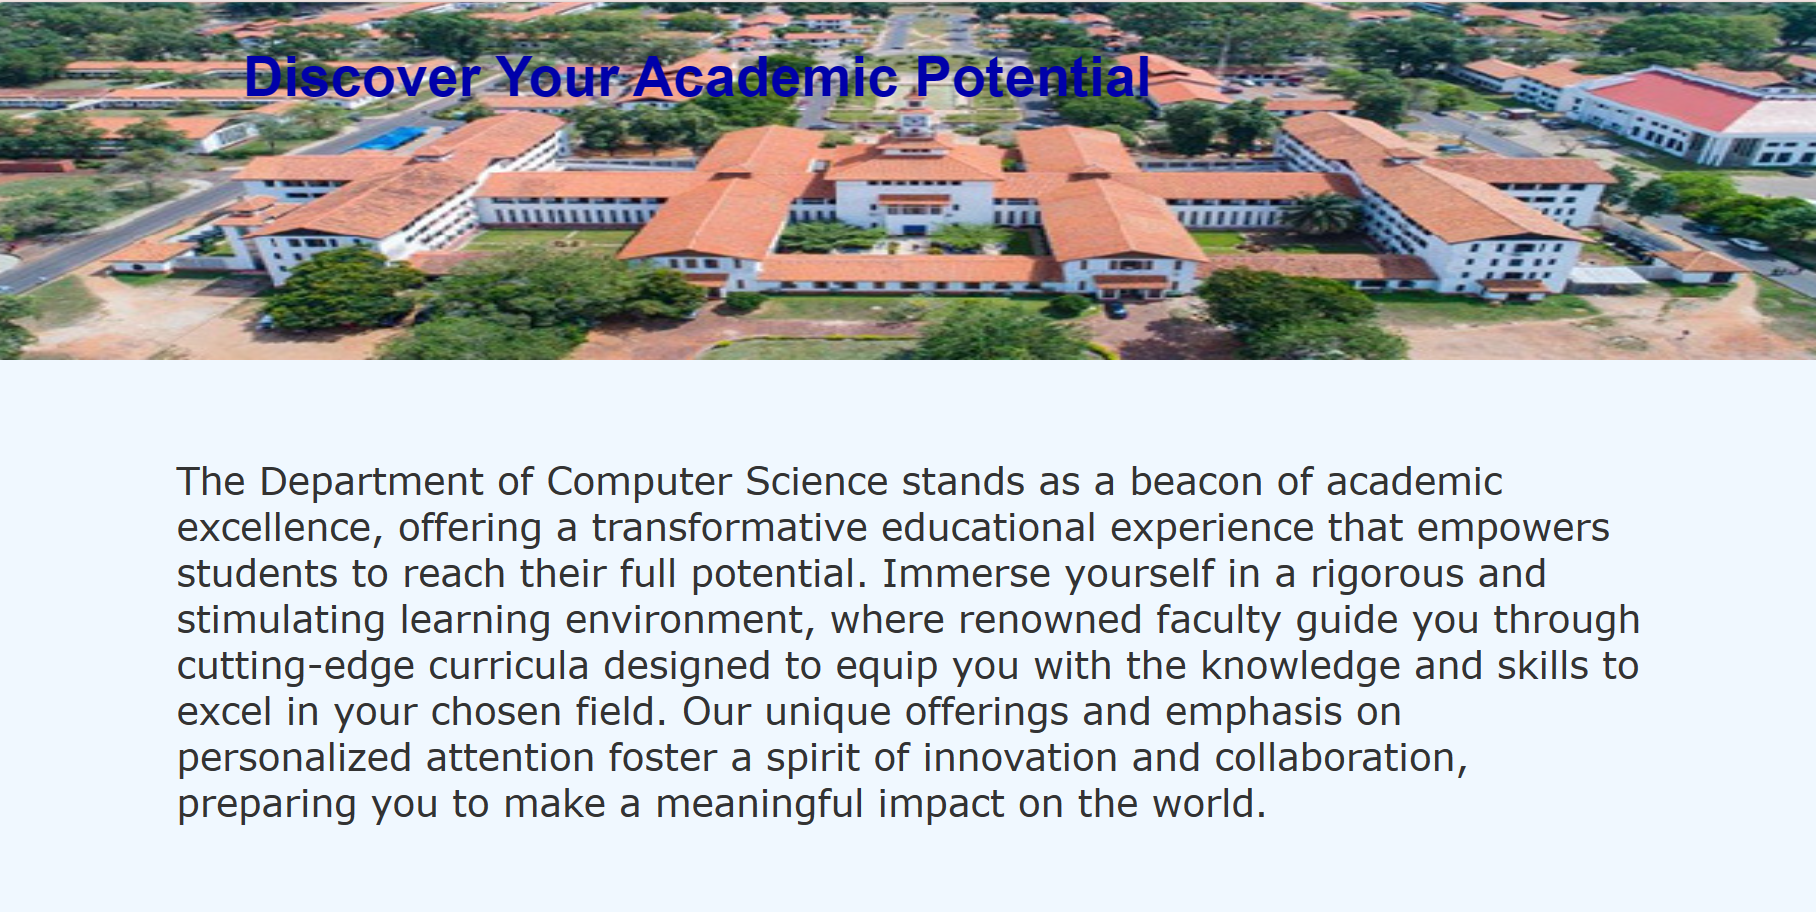 Discover Your Academic Potential
The Department of Computer Science stands as a beacon of academic
excellence, offering a transformative educational experience that empowers
students to reach their full potential. Immerse yourself in a rigorous and
stimulating learning environment, where renowned faculty guide you through
cutting-edge curricula designed to equip you with the knowledge and skills to
excel in your chosen field. Our unique offerings and emphasis on
personalized attention foster a spirit of innovation and collaboration,
preparing you to make a meaningful impact on the world.